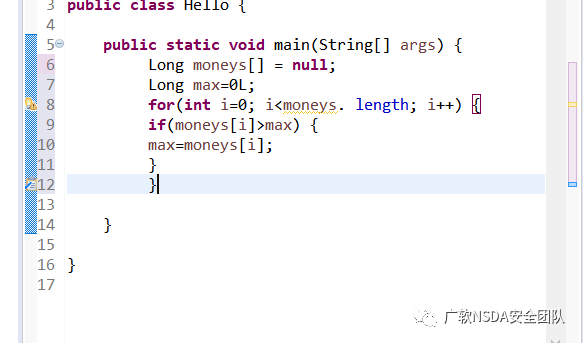 3 public class Hello {
4
5 public static void main(String[] args) {
6 Long moneys[] = null;
7 Long max=0L;
8 for(int i=0; i<moneys. length; i++) {
9 if(moneys[i]>max) {
10 max=moneys[i];
11 }
12 }
13
14 }
15
16 }
17
广软NSDA安全团队